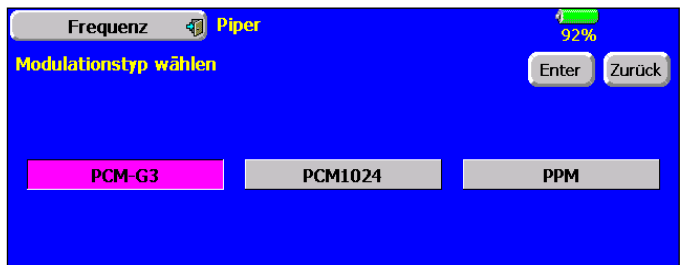 Frequenz Piper 92%
Modulationstyp wählen Enter Zurück
PCM-G3 PCM1024 PPM